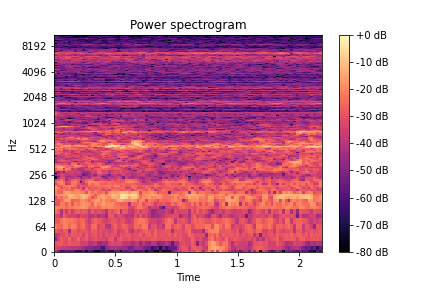 Power spectrogram
+0 dB
8192
-10 dB
4096
-20 dB
2048
-30 dB
1024
-40 dB
Hz
512
-50 dB
256
-60 dB
128
-70 dB
64
0
-80 dB
0 0.5 1 1.5 2
Time